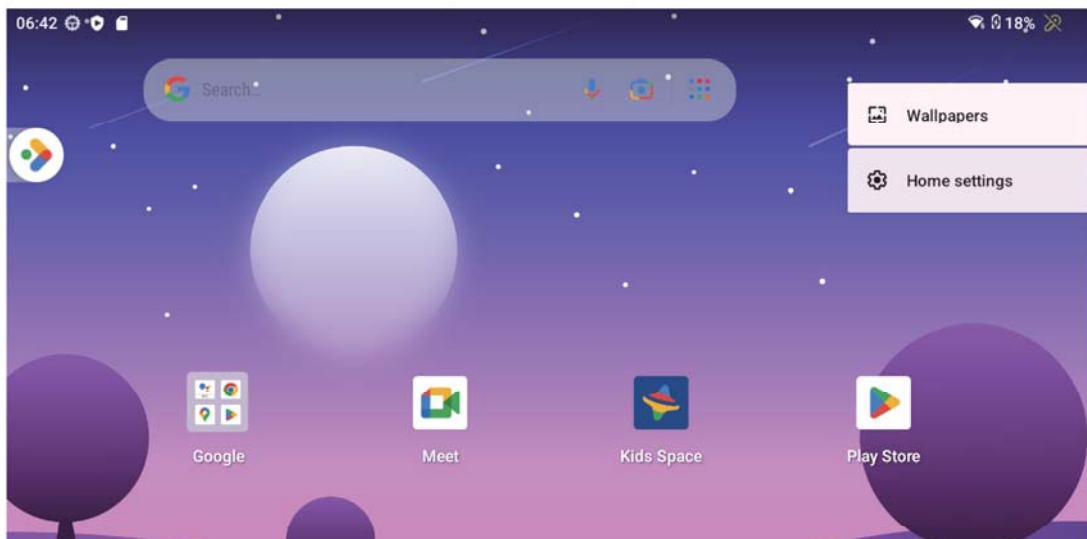 06:42
18%
Search...
Wallpapers
Home settings
Google
Meet
Kids Space
Play Store